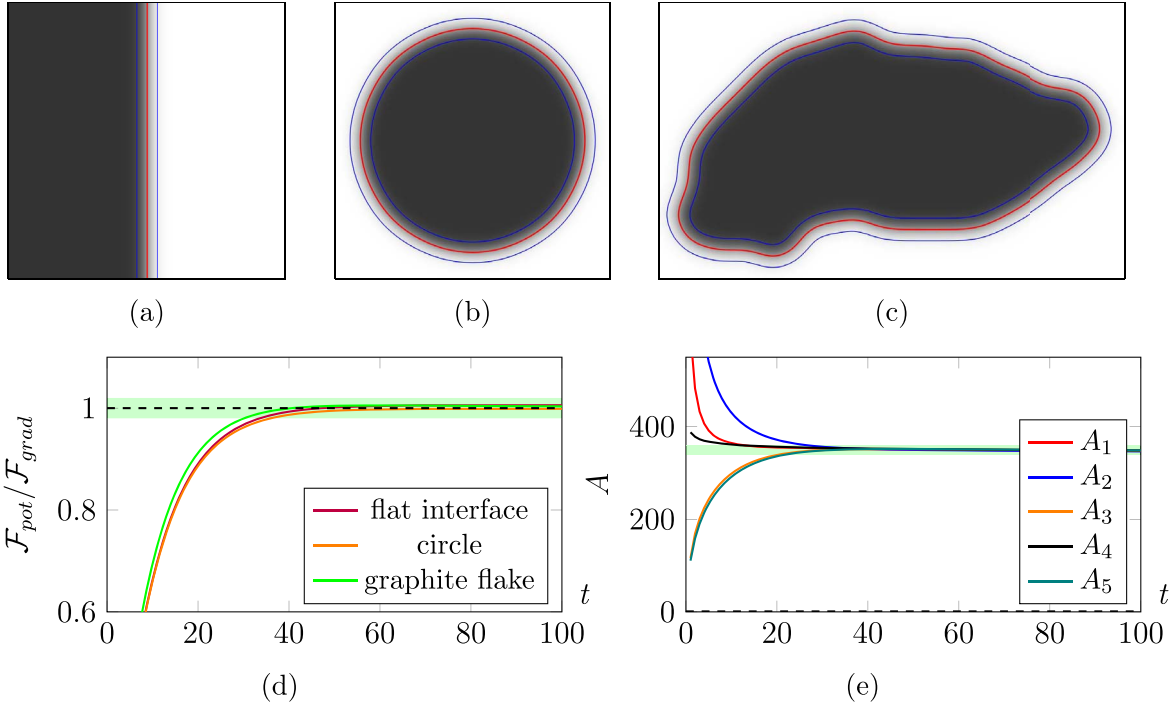 (a)
(b)
(c)
1
0.8
0.6
F_pot/F_grad
flat interface
circle
graphite flake
t
0 20 40 60 80 100
(d)
400
200
0
A
A_1
A_2
A_3
A_4
A_5
t
0 20 40 60 80 100
(e)